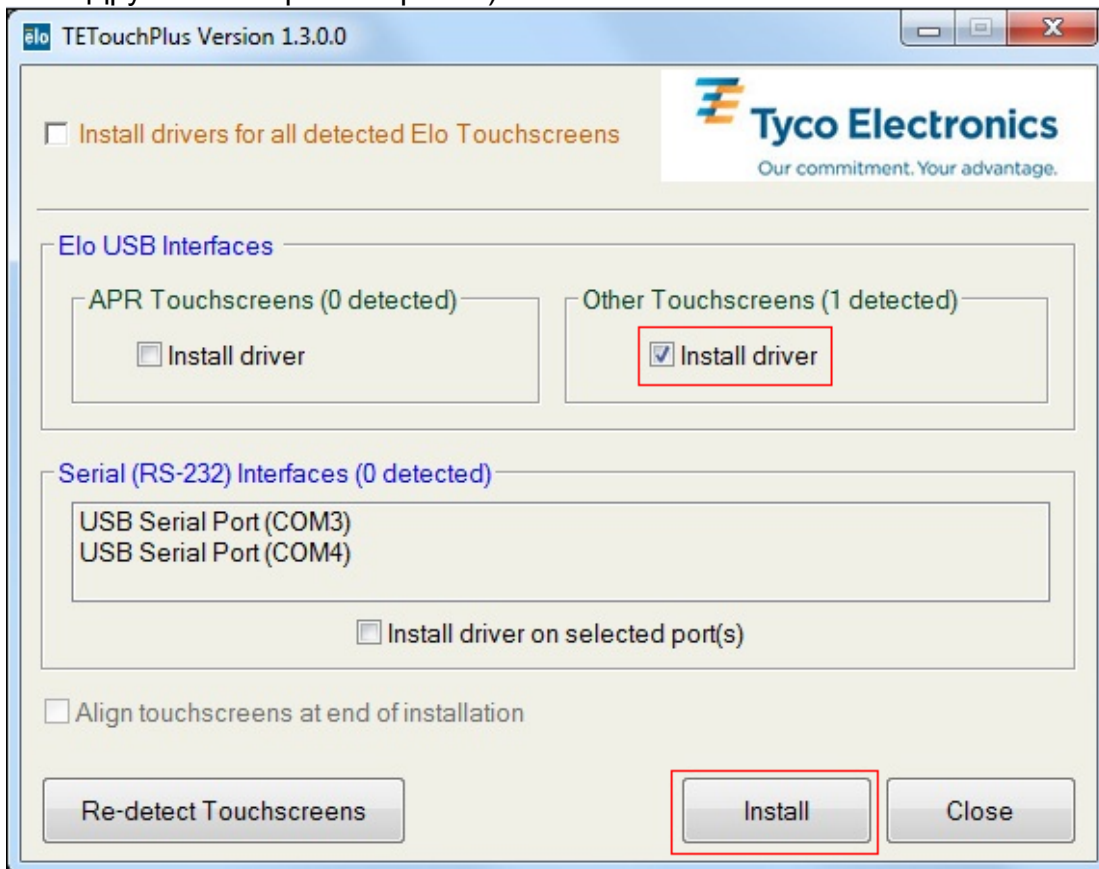 TETouchPlus Version 1.3.0.0
elo
Install drivers for all detected Elo Touchscreens
Tyco Electronics
Our commitment. Your advantage.
Elo USB Interfaces
APR Touchscreens (0 detected)
Install driver
Other Touchscreens (1 detected)
Install driver
Serial (RS-232) Interfaces (0 detected)
USB Serial Port (COM3)
USB Serial Port (COM4)
Install driver on selected port(s)
Align touchscreens at end of installation
Re-detect Touchscreens
Install
Close